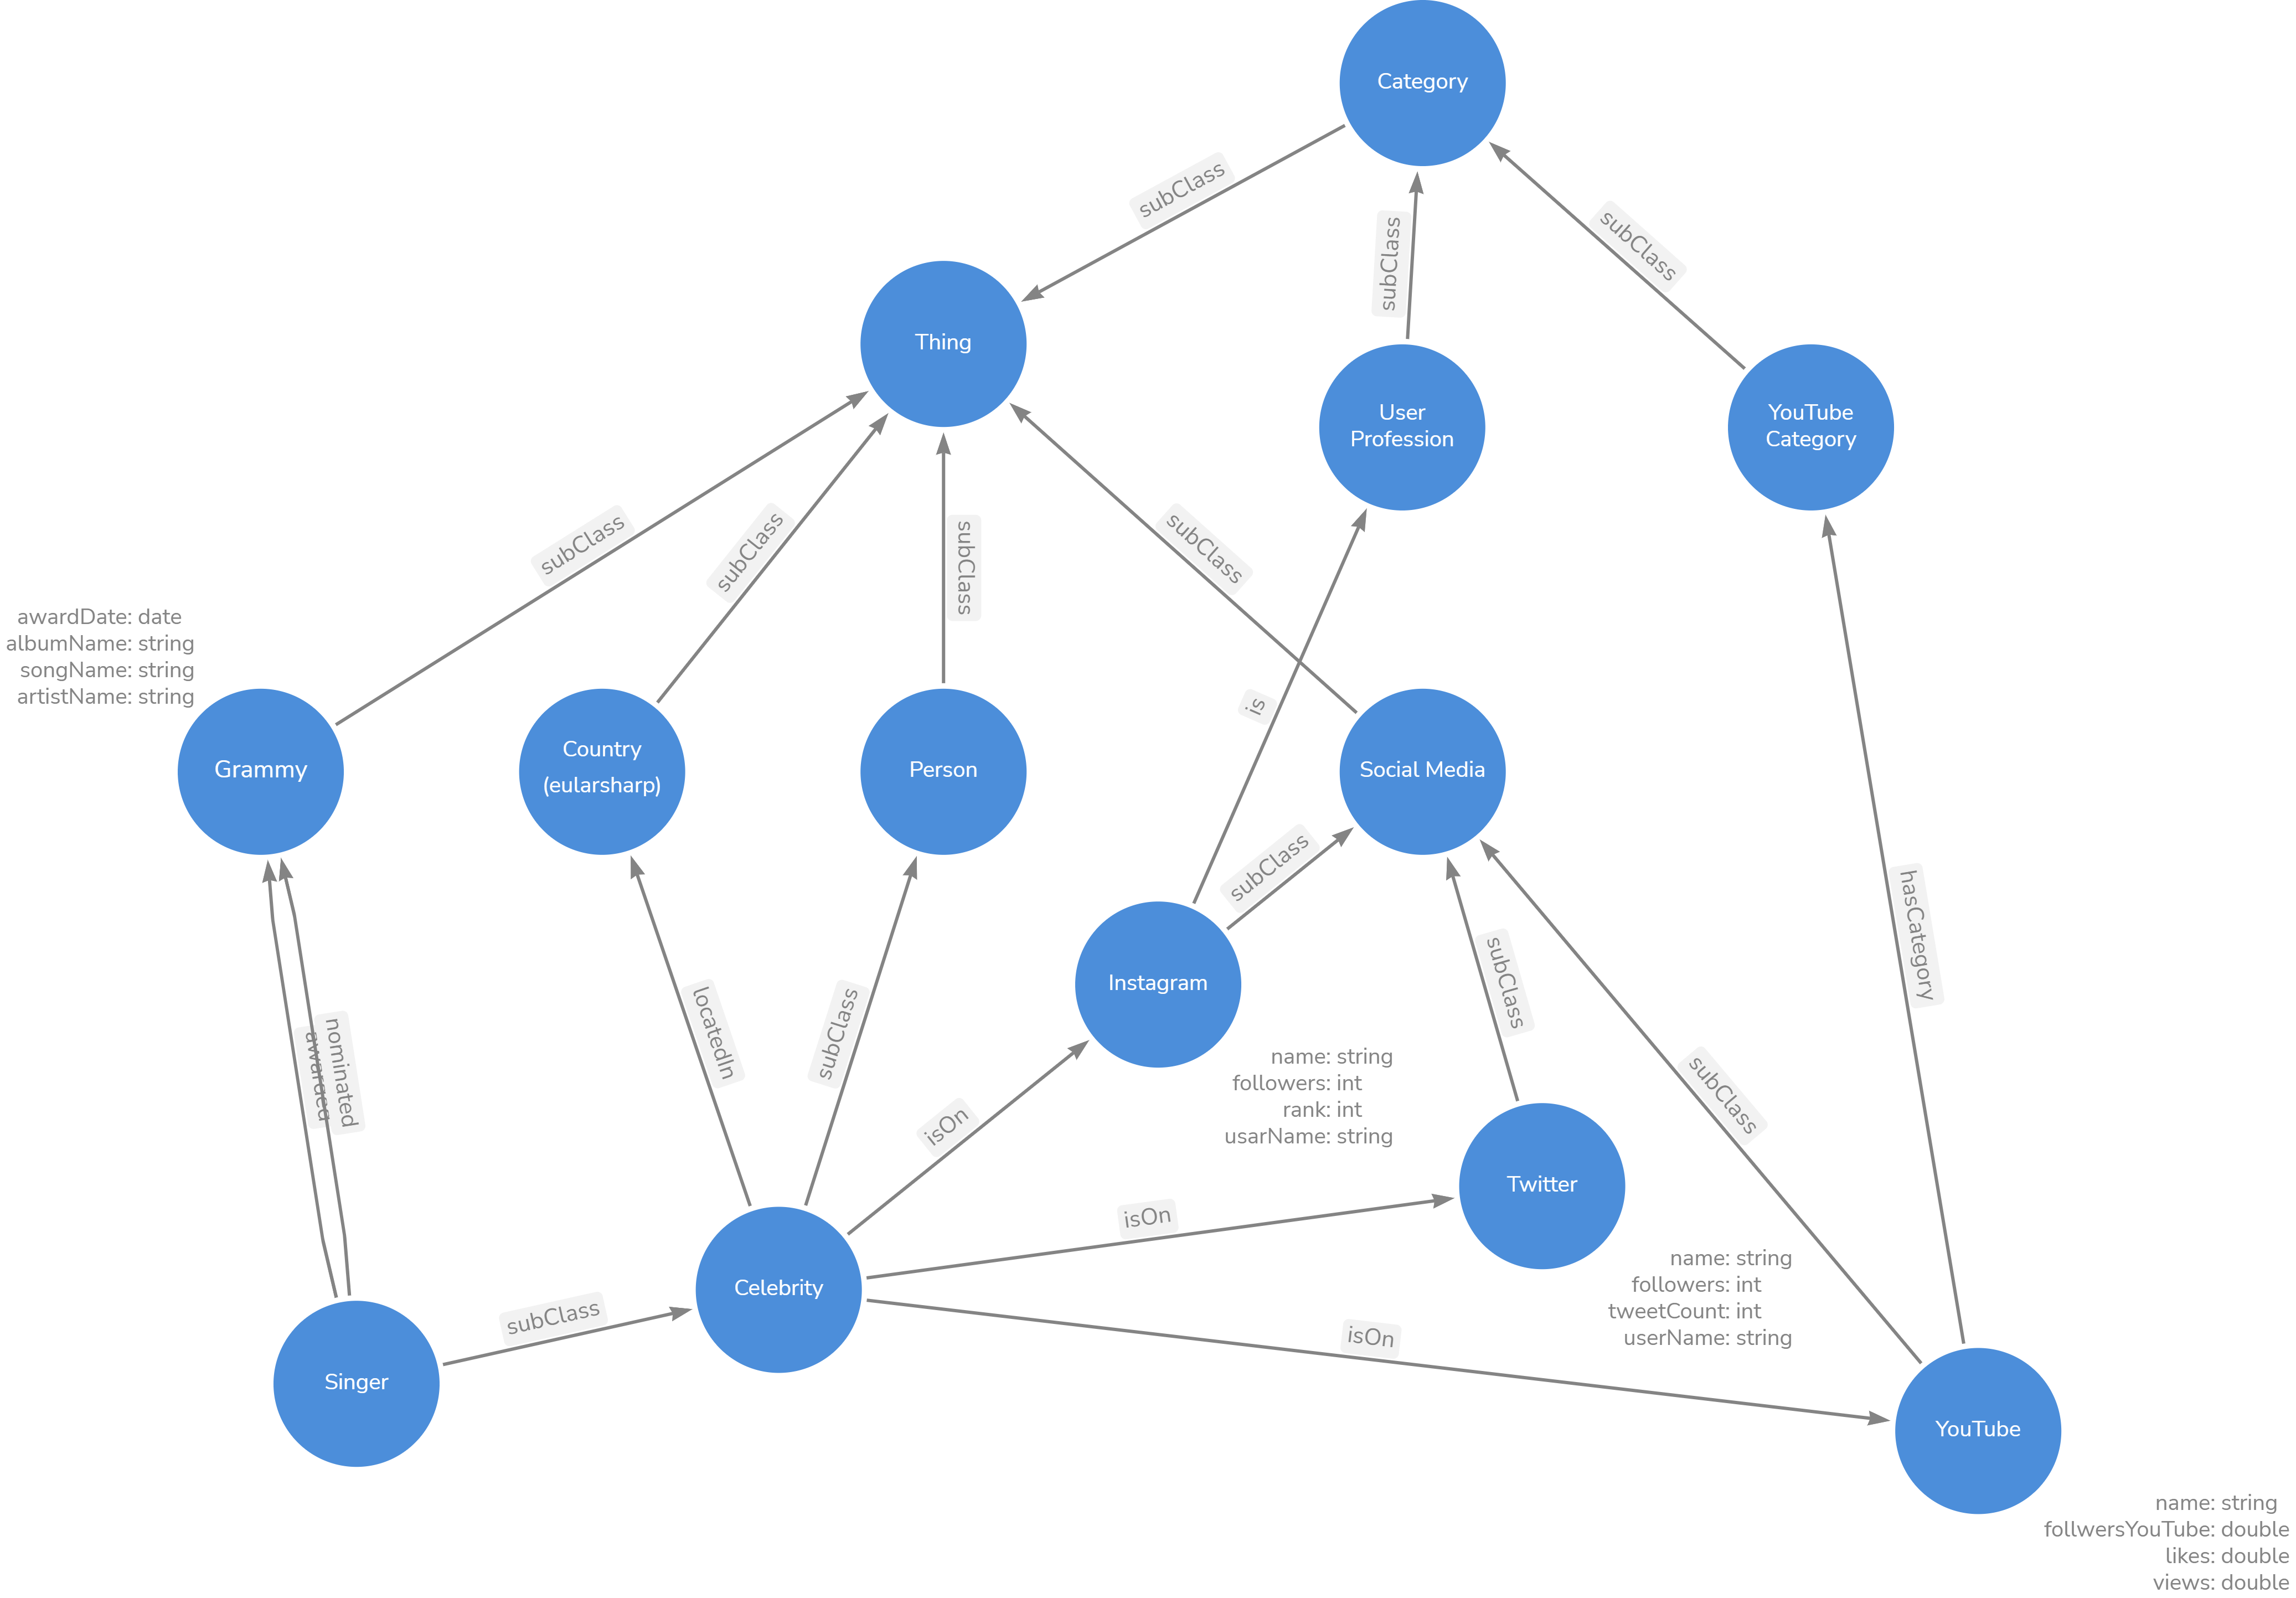 Category
subClass
subClass
subClass
Thing
User
Profession
YouTube
Category
subClass
subClass
subClass
subClass
awardDate: date
albumName: string
songName: string
artistName: string
Grammy
Country
(eularsharp)
Person
is
Social Media
subClass
hasCategory
Instagram
subClass
nominated
awarded
locatedIn
subClass
isOn
name: string
followers: int
rank: int
usarName: string
subClass
Twitter
isOn
name: string
followers: int
tweetCount: int
userName: string
Celebrity
subClass
isOn
Singer
YouTube
name: string
follwersYouTube: double
likes: double
views: double